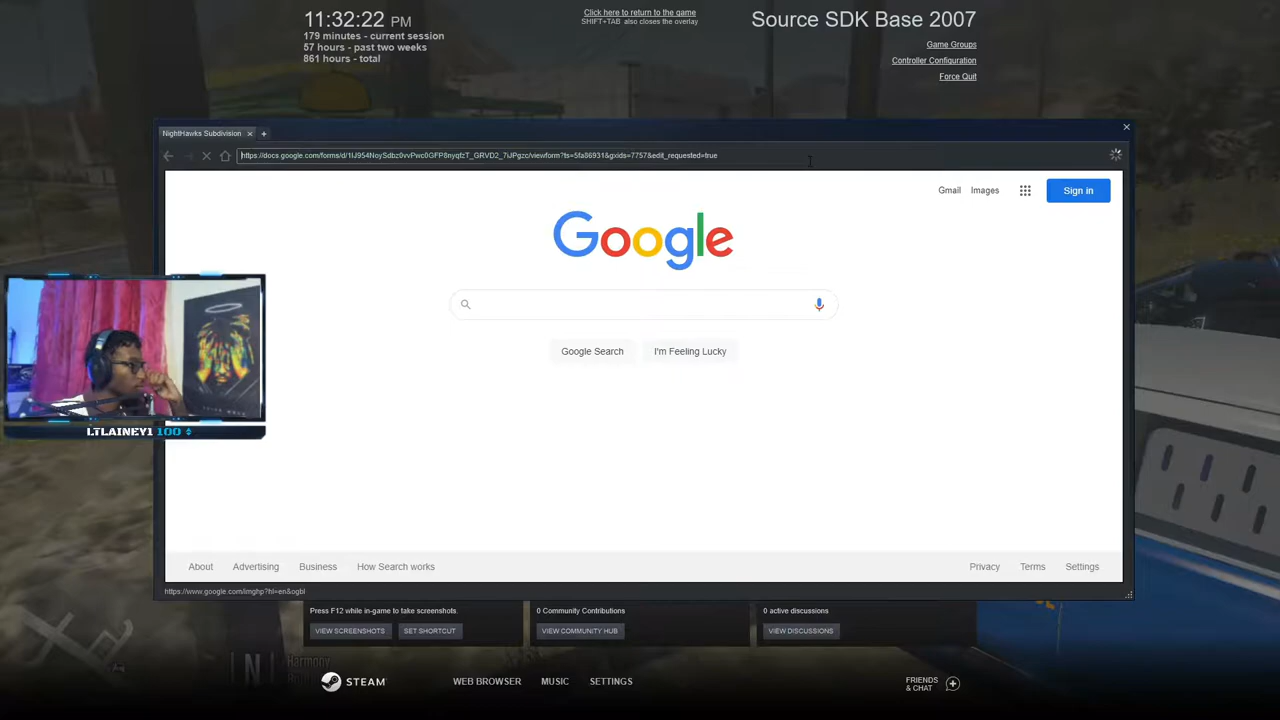 11:32:22 PM
179 minutes - current session
57 hours - past two weeks
861 hours - total
Click here to return to the game
SHIFT+TAB also closes the overlay
Source SDK Base 2007
Game Groups
Controller Configuration
Force Quit
NightHawks Subdivision
Gmail Images Sign in
Google
Google Search I'm Feeling Lucky
LTLAINEY1 100
About Advertising Business How Search works Privacy Terms Settings
https://www.google.com/imghp?hl=en&ogbl
Press F12 while in-game to take screenshots.
VIEW SCREENSHOTS SET SHORTCUT
0 Community Contributions
VIEW COMMUNITY HUB
0 active discussions
VIEW DISCUSSIONS
N Harmony
STEAM
WEB BROWSER MUSIC SETTINGS
FRIENDS
& CHAT